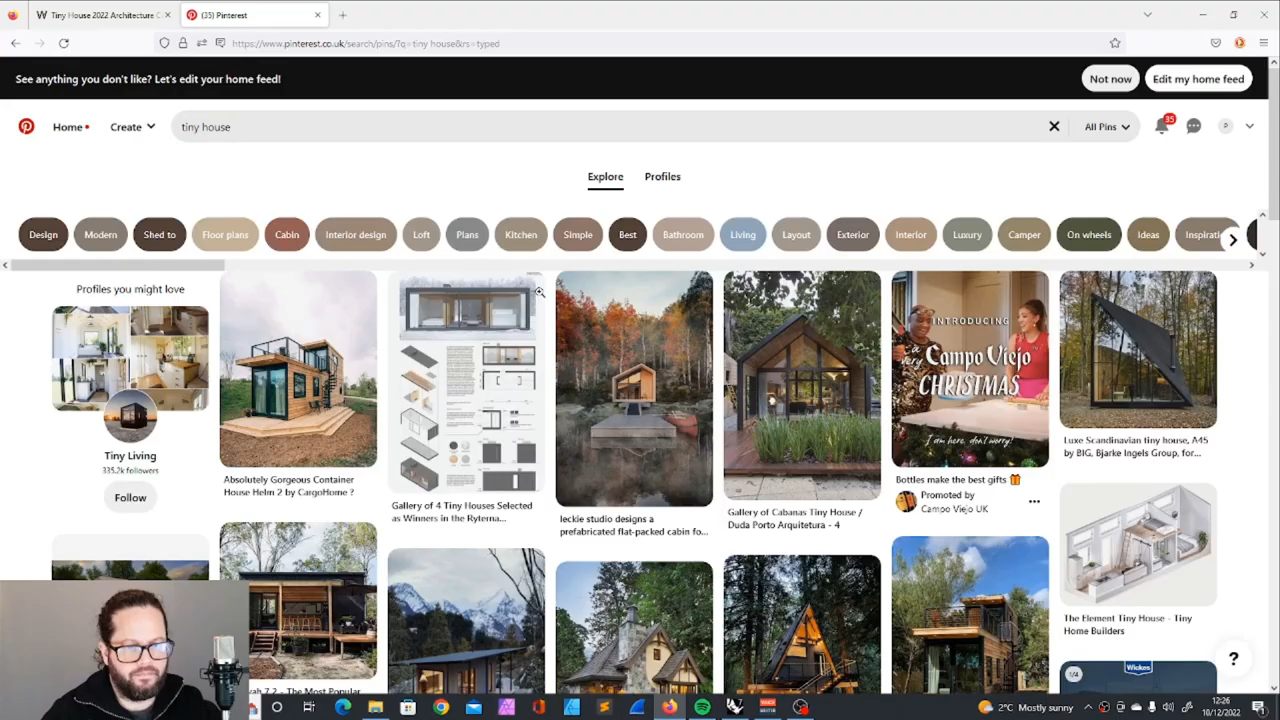 Tiny House 2022 Architecture C
(35) Pinterest
https://www.pinterest.co.uk/search/pins/?q=tiny house&rs=typed
See anything you don't like? Let's edit your home feed!
Not now
Edit my home feed
Home
Create
tiny house
All Pins
35
P
Explore
Profiles
Design
Modern
Shed to
Floor plans
Cabin
Interior design
Loft
Plans
Kitchen
Simple
Best
Bathroom
Living
Layout
Exterior
Interior
Luxury
Camper
On wheels
Ideas
Inspirati
Profiles you might love
Tiny Living
335.2k followers
Follow
Absolutely Gorgeous Container
House Helm 2 by CargoHome ?
Gallery of 4 Tiny Houses Selected
as Winners in the Ryterna...
leckie studio designs a
prefabricated flat-packed cabin fo...
Gallery of Cabanas Tiny House /
Duda Porto Arquitetura - 4
INTRODUCING
a Very Campo Viejo
CHRISTMAS
I am here, don't worry!
Bottles make the best gifts 🎁
Promoted by
Campo Viejo UK
Luxe Scandinavian tiny house, A45
by BIG, Bjarke Ingels Group, for...
The Element Tiny House - Tiny
Home Builders
7.2 - The Most Popular
1/4
Wickes
?
2°C Mostly sunny
12:26
10/12/2022